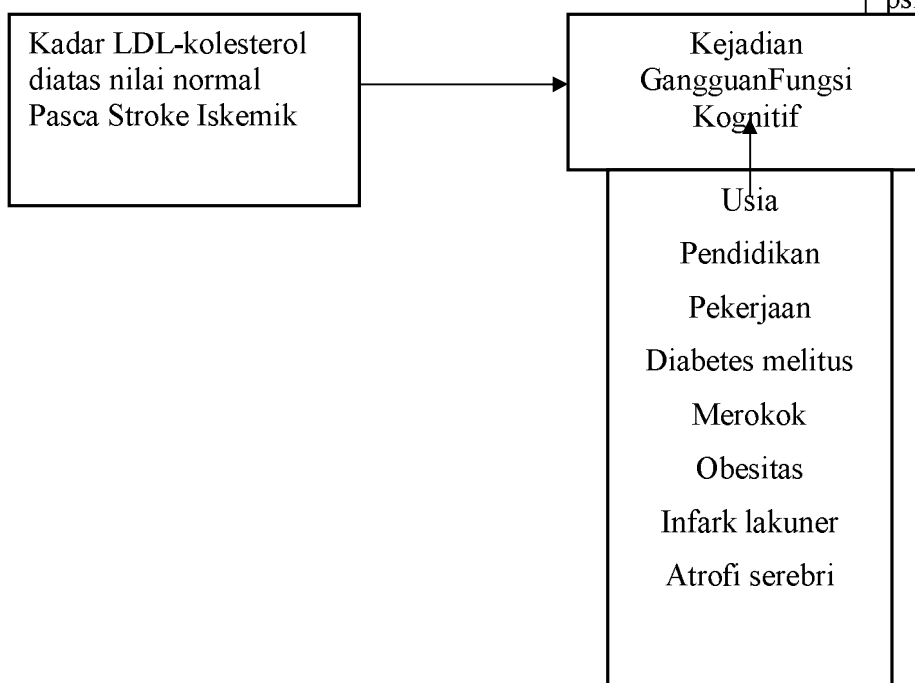 Kadar LDL-kolesterol
diatas nilai normal
Pasca Stroke Iskemik
Kejadian
GangguanFungsi
Kognitif
Usia
Pendidikan
Pekerjaan
Diabetes melitus
Merokok
Obesitas
Infark lakuner
Atrofi serebri